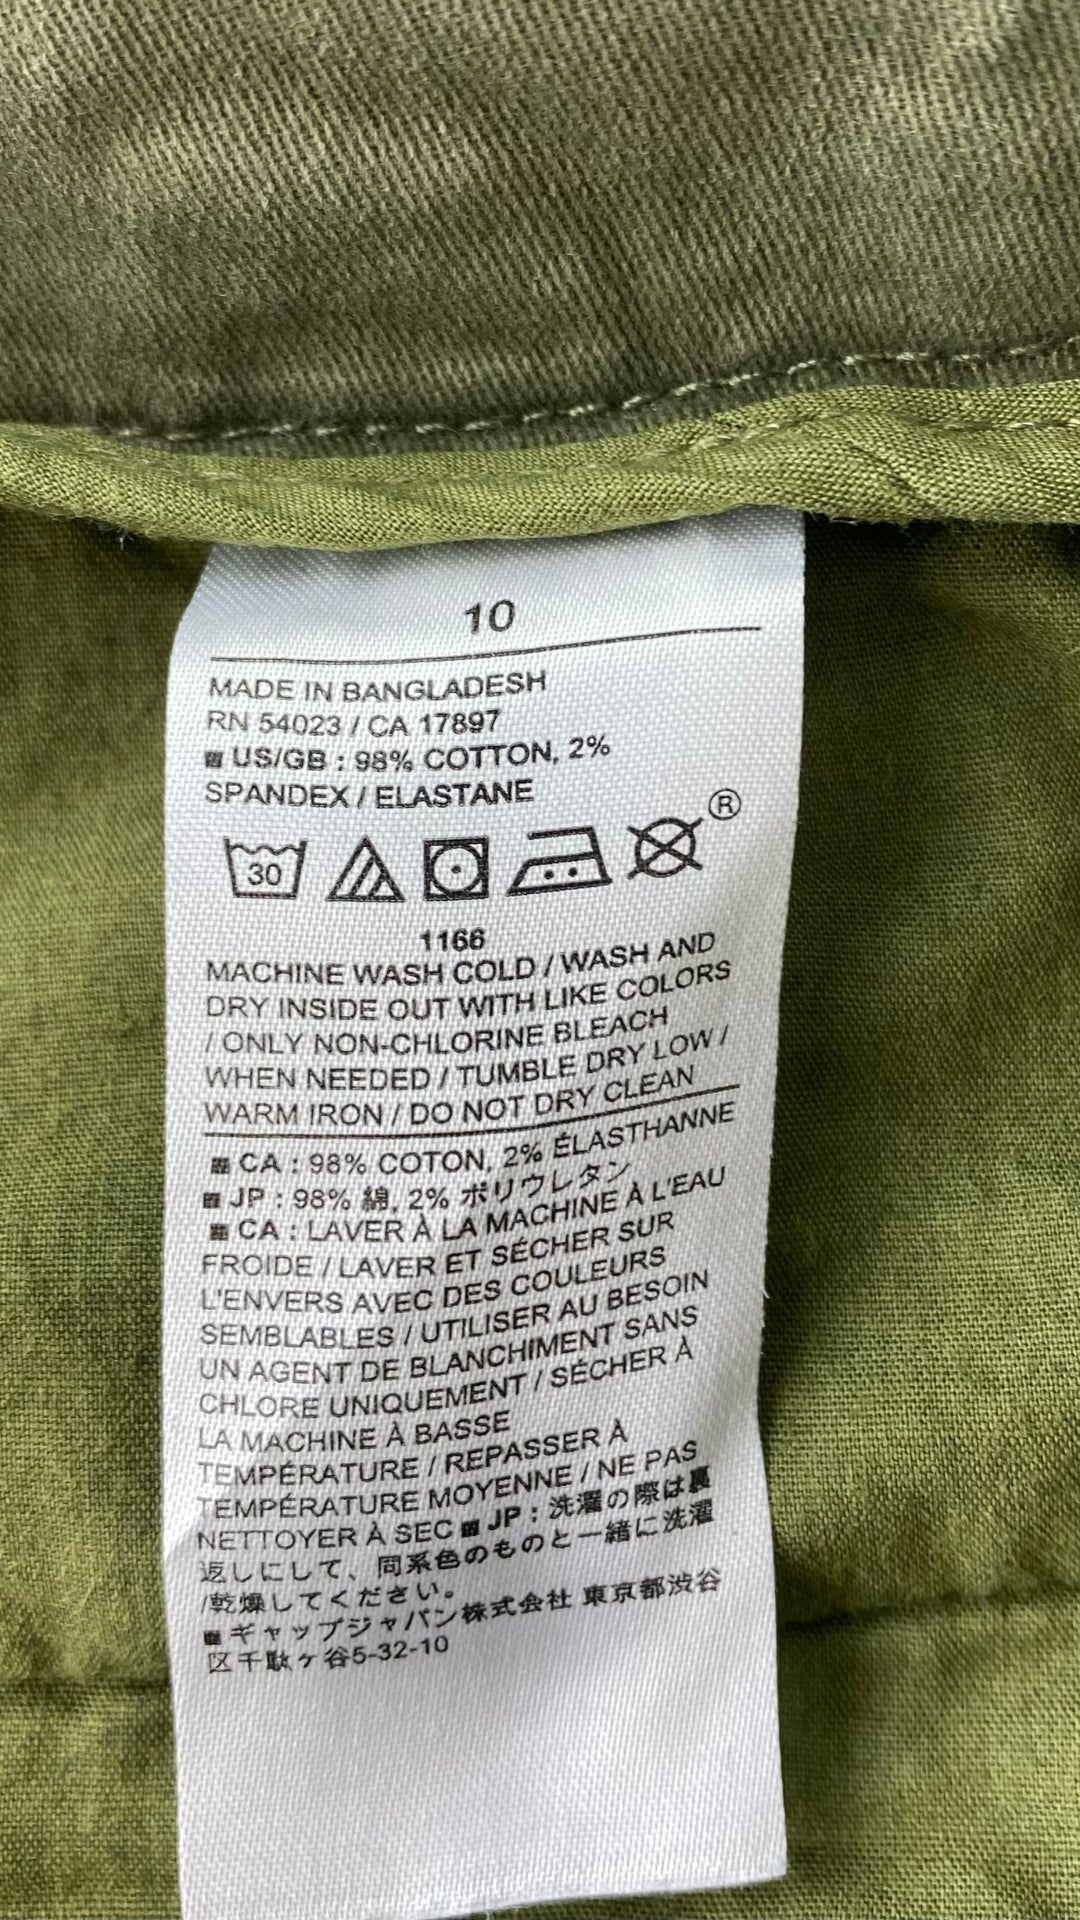 10
MADE IN BANGLADESH
RN 54023 / CA 17897
US/GB : 98% COTTON, 2%
SPANDEX / ELASTANE
®
30
1166
MACHINE WASH COLD / WASH AND
DRY INSIDE OUT WITH LIKE COLORS
/ ONLY NON-CHLORINE BLEACH
WHEN NEEDED / TUMBLE DRY LOW /
WARM IRON / DO NOT DRY CLEAN
CA : 98% COTON, 2% ÉLASTHANNE
JP : 98% 綿, 2% ポリウレタン
CA : LAVER À LA MACHINE À L'EAU
FROIDE / LAVER ET SÉCHER SUR
L'ENVERS AVEC DES COULEURS
SEMBLABLES / UTILISER AU BESOIN
UN AGENT DE BLANCHIMENT SANS
CHLORE UNIQUEMENT / SÉCHER À
LA MACHINE À BASSE
TEMPÉRATURE / REPASSER À
TEMPÉRATURE MOYENNE / NE PAS
NETTOYER À SEC JP : 洗濯の際は裏
返しにして、同系色のものと一緒に洗濯
/乾燥してください。
ギャップジャパン株式会社 東京都渋谷
区千駄ヶ谷5-32-10